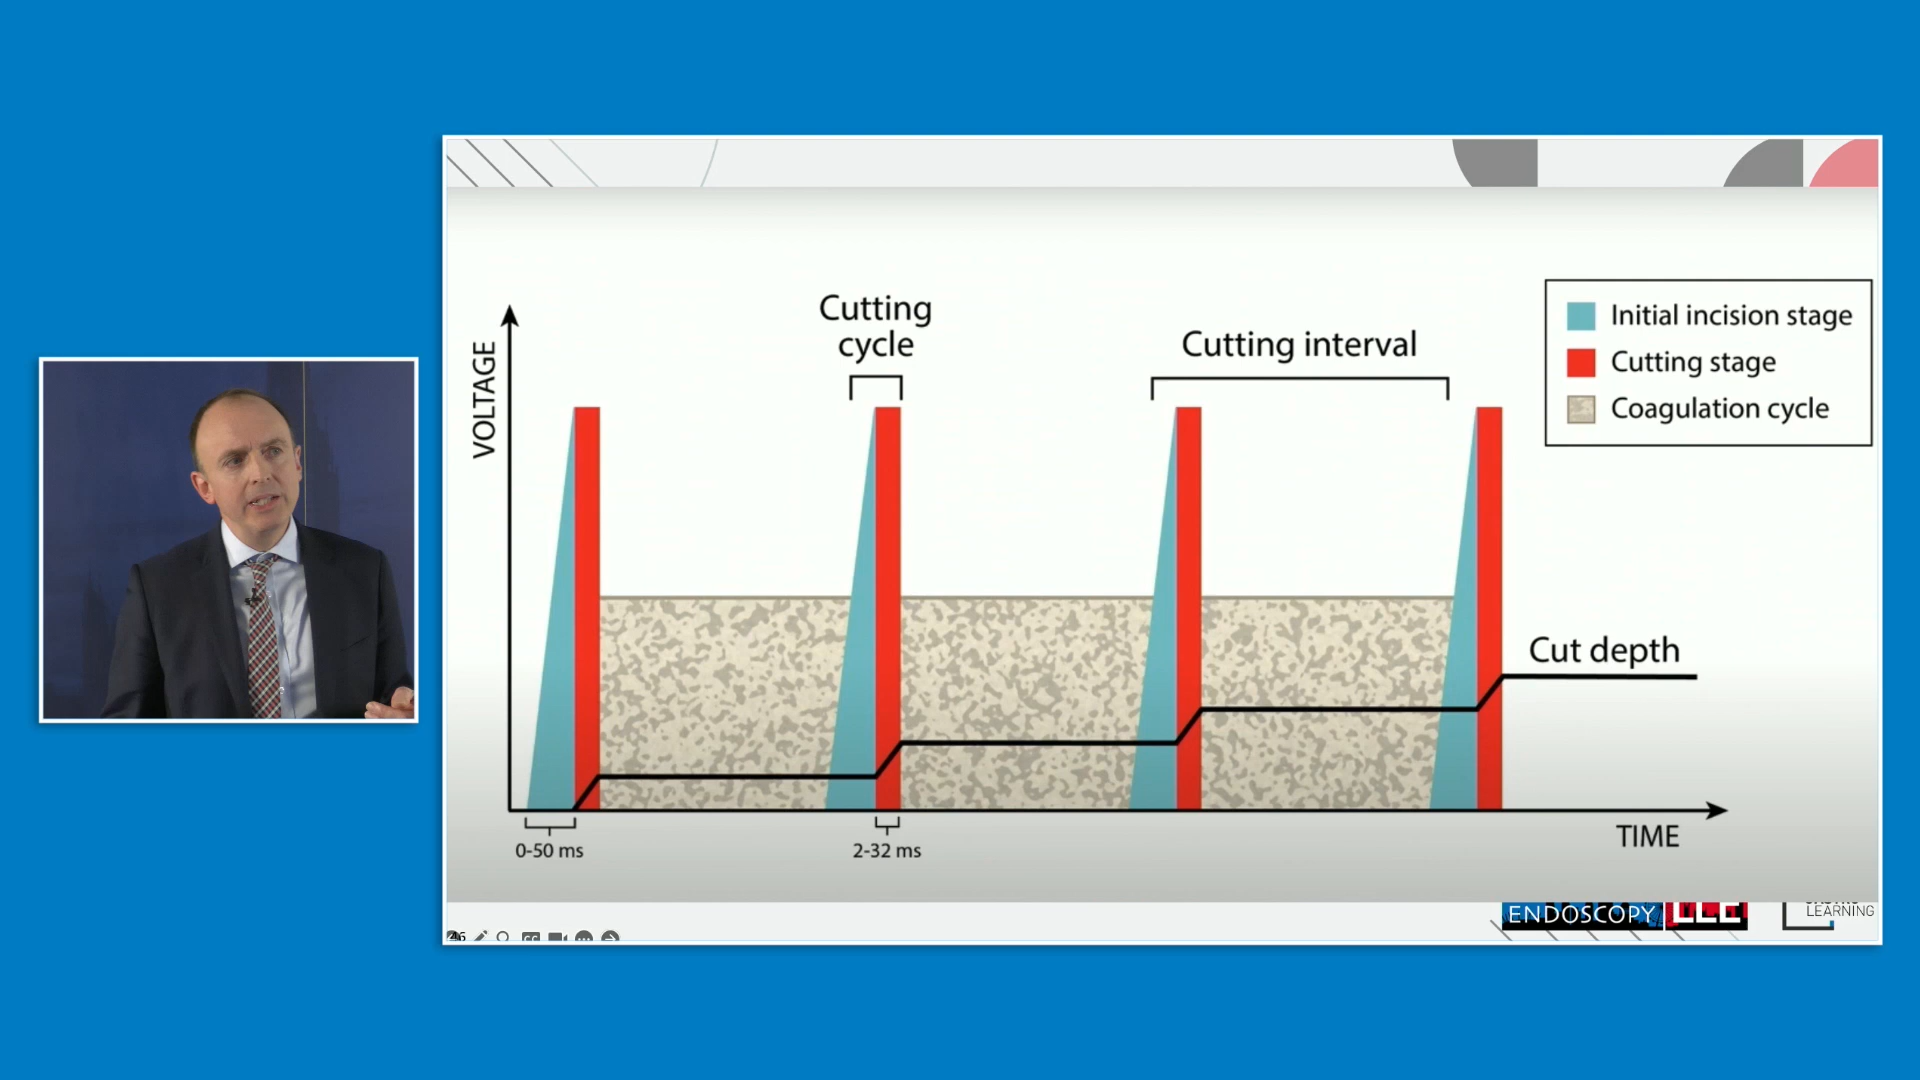 Cutting
cycle
Cutting interval
Initial incision stage
Cutting stage
Coagulation cycle
VOLTAGE
Cut depth
TIME
0-50 ms
2-32 ms
ENDOSCOPY
LEARNING
46